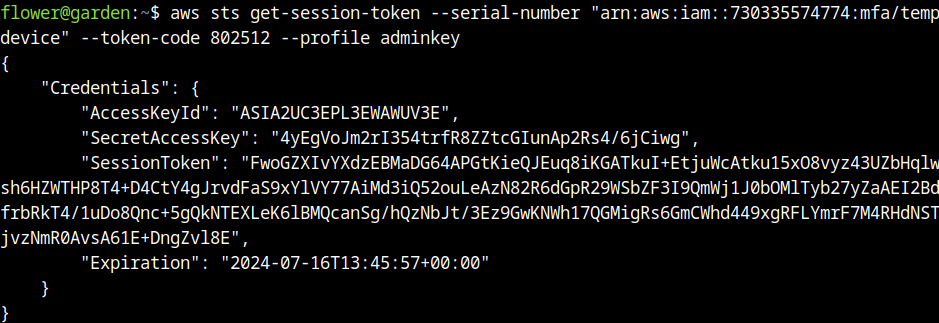 flower@garden:~$ aws sts get-session-token --serial-number "arn:aws:iam::730335574774:mfa/temp
device" --token-code 802512 --profile adminkey
{
    "Credentials": {
        "AccessKeyId": "ASIA2UC3EPL3EWAWUV3E",
        "SecretAccessKey": "4yEgVoJm2rI354trfR8ZZtcGIunAp2Rs4/6jCiwg",
        "SessionToken": "FwoGZXIvYXdzEBMaDG64APGtKieQJEuq8iKGATkuI+EtjuWcAtku15xO8vyz43UZbHqlw
sh6HZWTHP8T4+D4CtY4gJrvdFaS9xYlVY77AiMd3iQ52ouLeAzN82R6dGpR29WSbZF3I9QmWj1J0bOMlTyb27yZaAEI2Bd
frbRkT4/1uDo8Qnc+5gQkNTEXLeK6lBMQcanSg/hQzNbJt/3Ez9GwKNWh17QGMigRs6GmCWhd449xgRFLYmrF7M4RHdNST
jvzNmR0AvsA61E+DngZvl8E",
        "Expiration": "2024-07-16T13:45:57+00:00"
    }
}